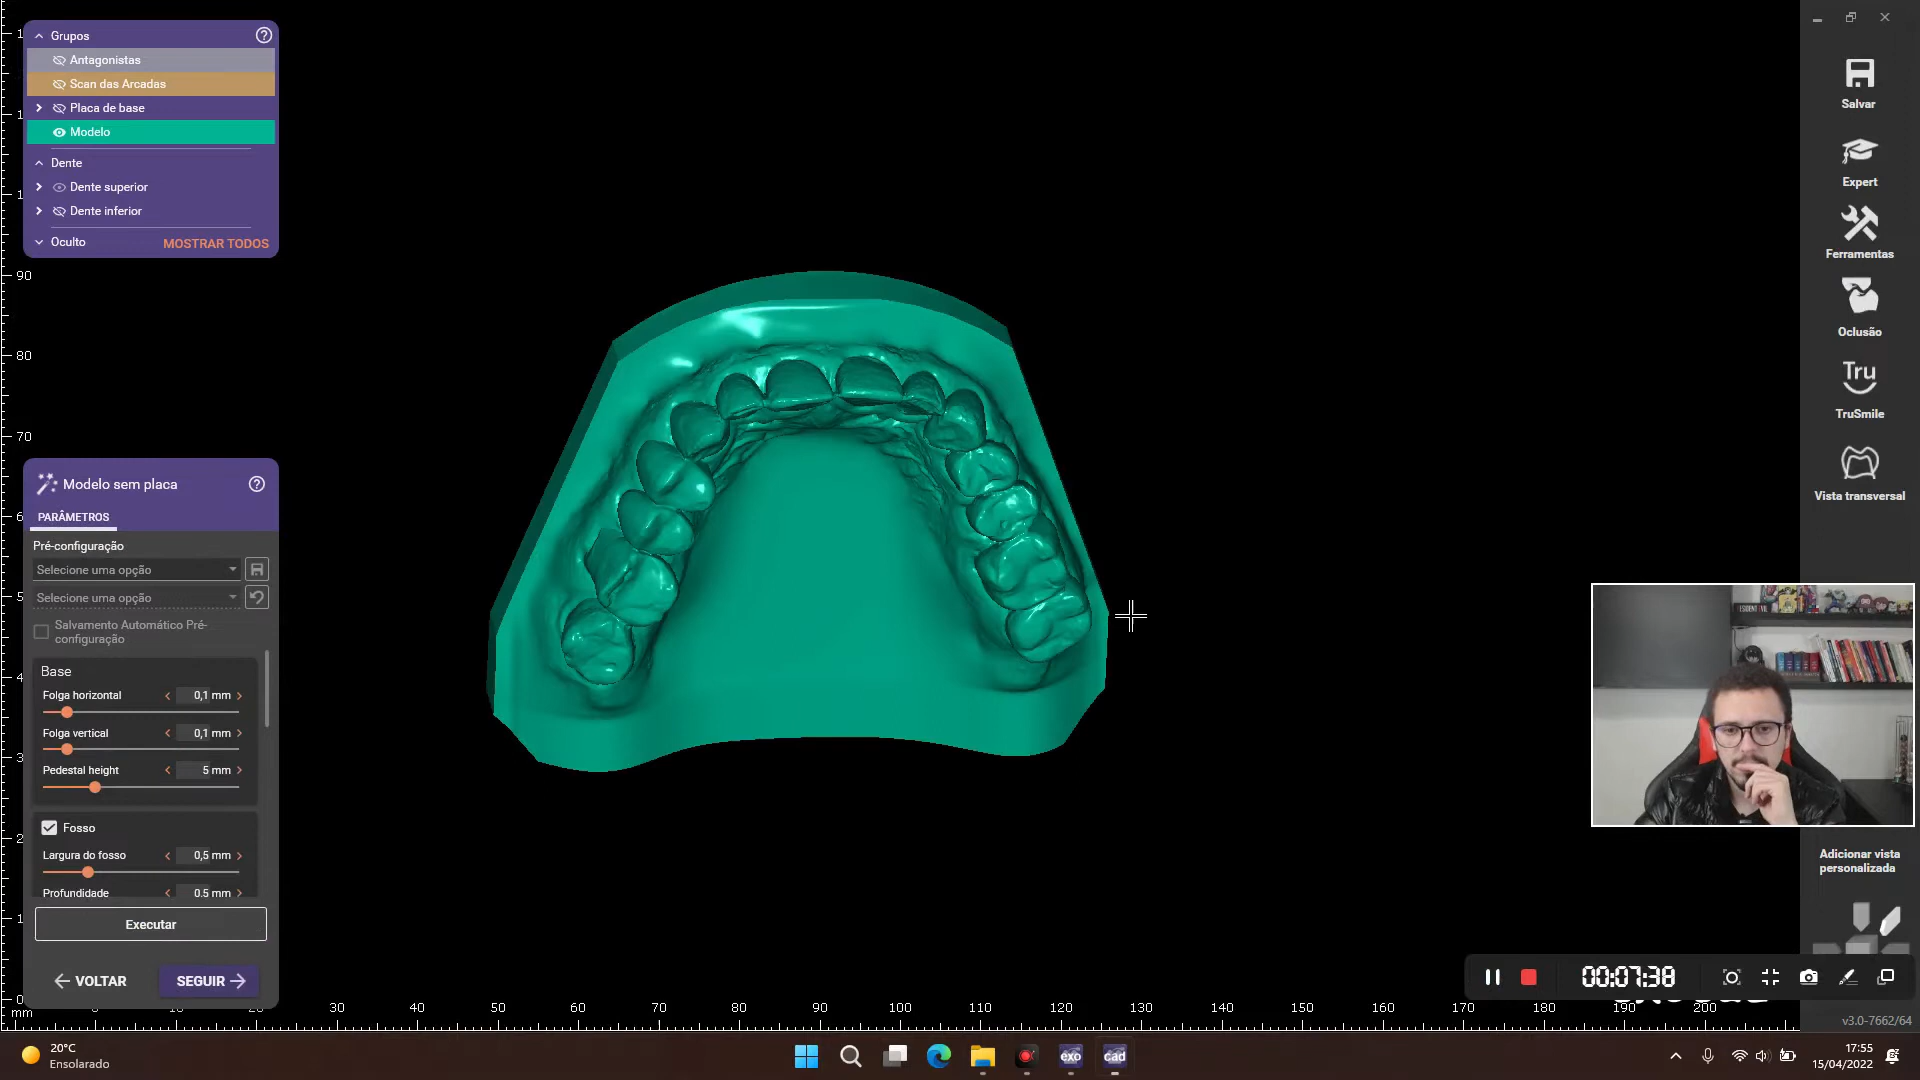 Grupos
Antagonistas
Scan das Arcadas
Placa de base
Modelo
Dente
Dente superior
Dente inferior
Oculto
MOSTRAR TODOS
Modelo sem placa
PARÂMETROS
Pré-configuração
Selecione uma opção
Selecione uma opção
Salvamento Automático Pré-
configuração
Base
Folga horizontal
0,1 mm
Folga vertical
0,1 mm
Pedestal height
5 mm
Fosso
Largura do fosso
0,5 mm
Profundidade
0.5 mm
Executar
VOLTAR
SEGUIR
90
80
70
mm
30
40
50
60
70
80
90
100
110
120
130
140
150
160
170
180
190
200
Salvar
Expert
Ferramentas
Oclusão
Tru
TruSmile
Vista transversal
RESIDENT EVIL
Adicionar vista
personalizada
00:07:38
v3.0-7662/64
20°C
Ensolarado
exo
cad
17:55
15/04/2022